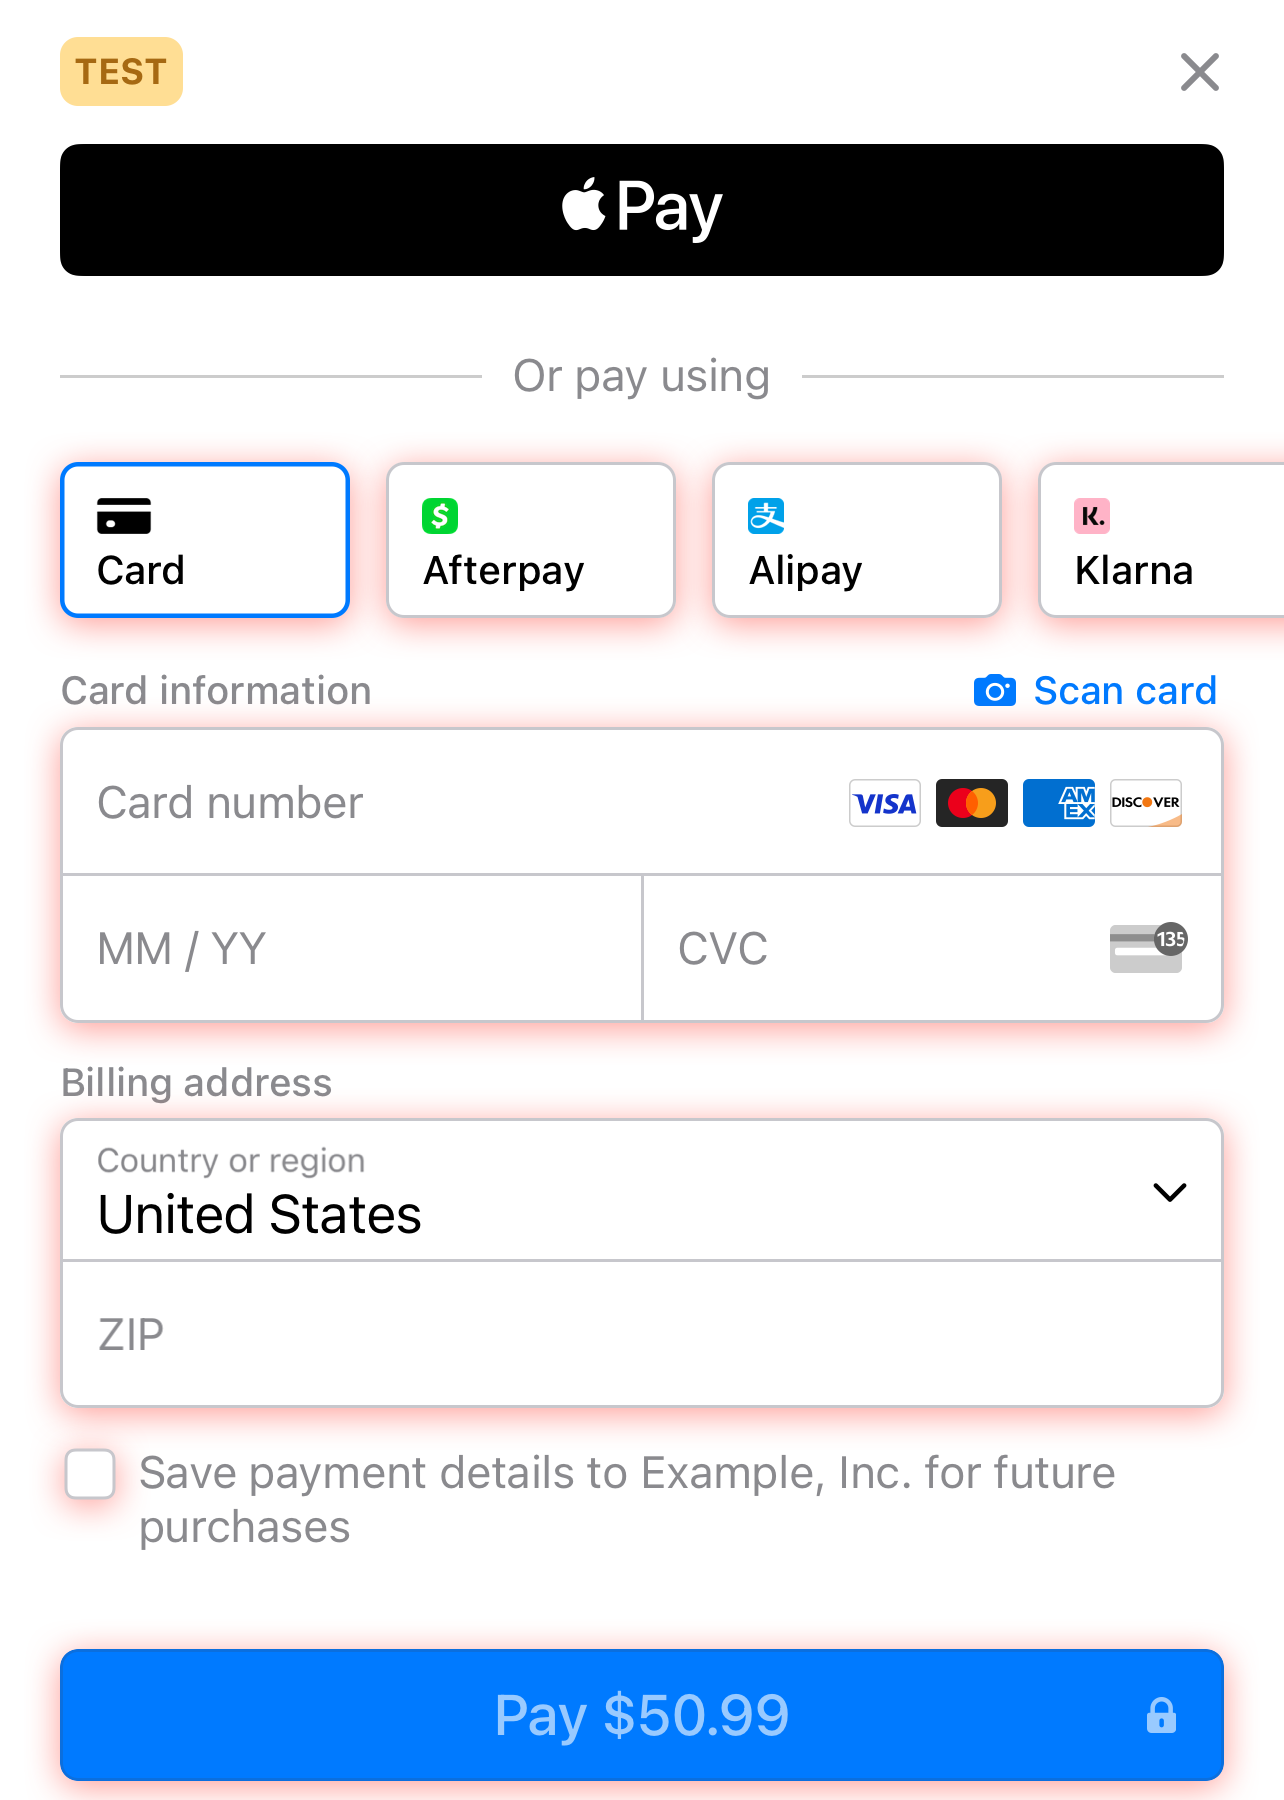 TEST
Pay
Or pay using
Card
Afterpay
Alipay
Klarna
Card information
Scan card
Card number
VISA
AM
EX
DISCOVER
MM / YY
CVC
135
Billing address
Country or region
United States
ZIP
Save payment details to Example, Inc. for future
purchases
Pay $50.99